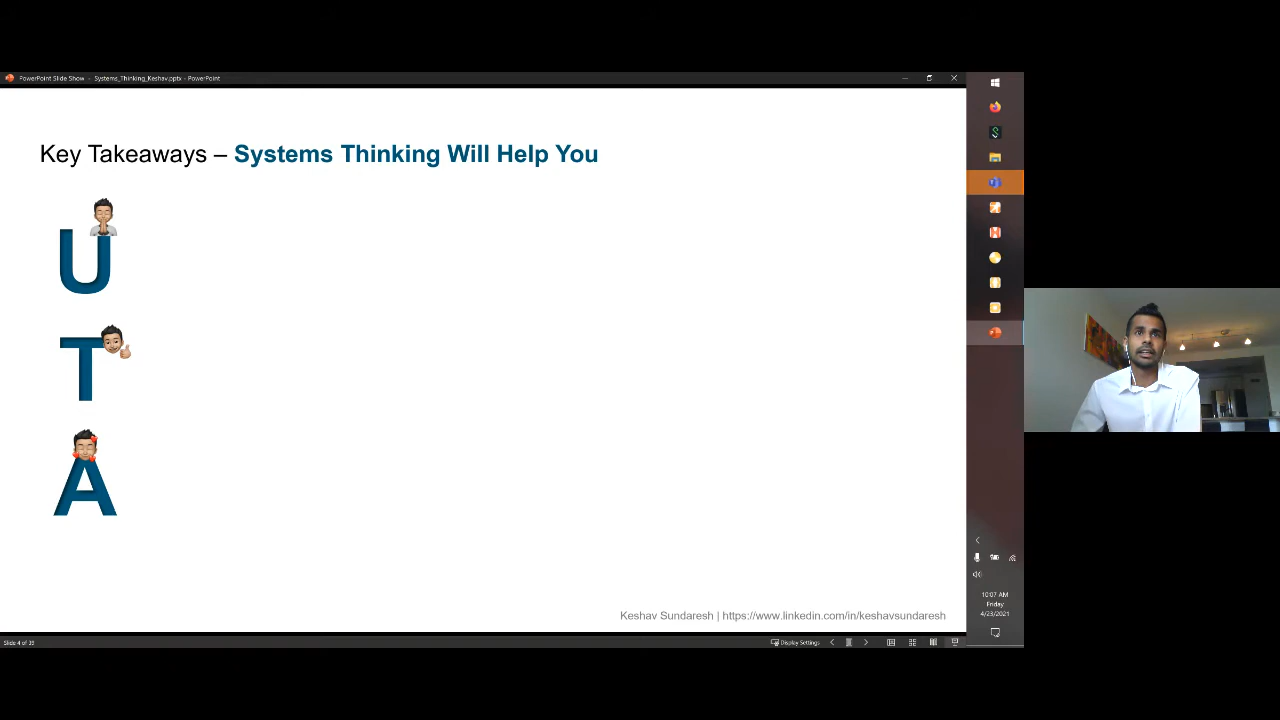 PowerPoint Slide Show - Systems_Thinking_Keshav.pptx - PowerPoint
Key Takeaways – Systems Thinking Will Help You
U
T
A
Keshav Sundaresh | https://www.linkedin.com/in/keshavsundaresh
10:07 AM
Friday
4/23/2021
Slide 4 of 39
Display Settings